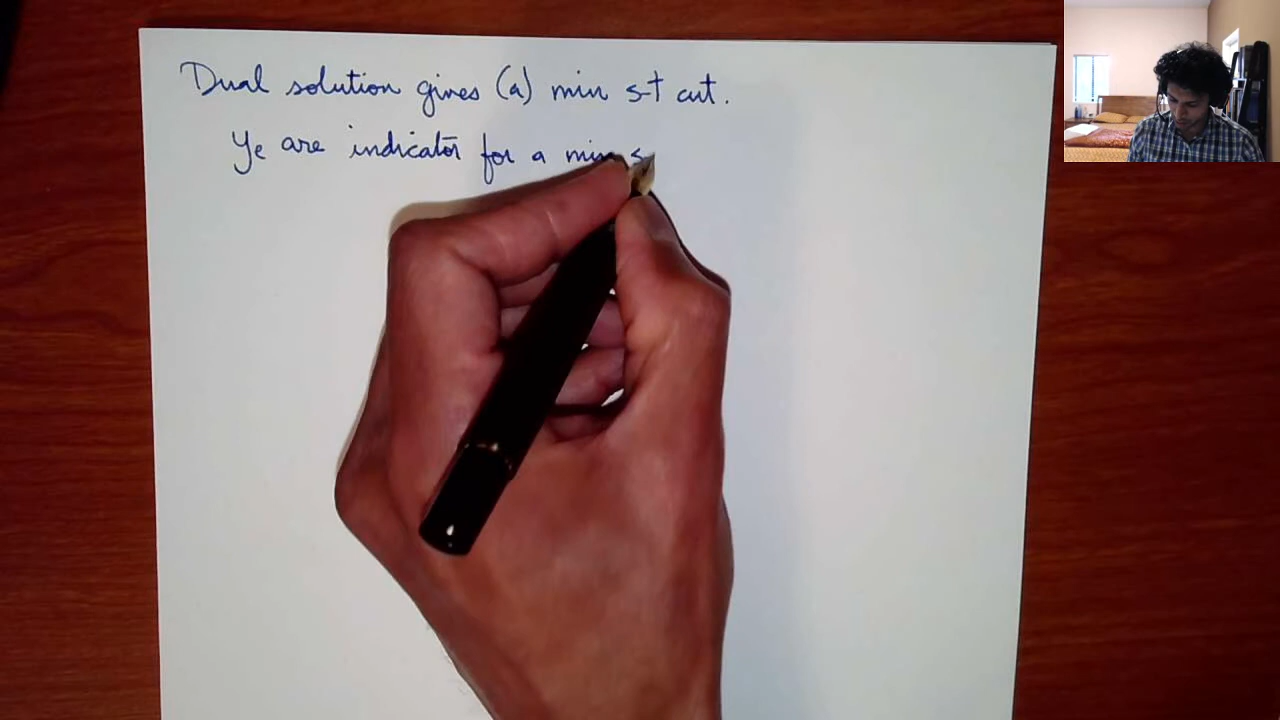 Dual solution gives (a) min s-t cut.
ye are indicator for a min s